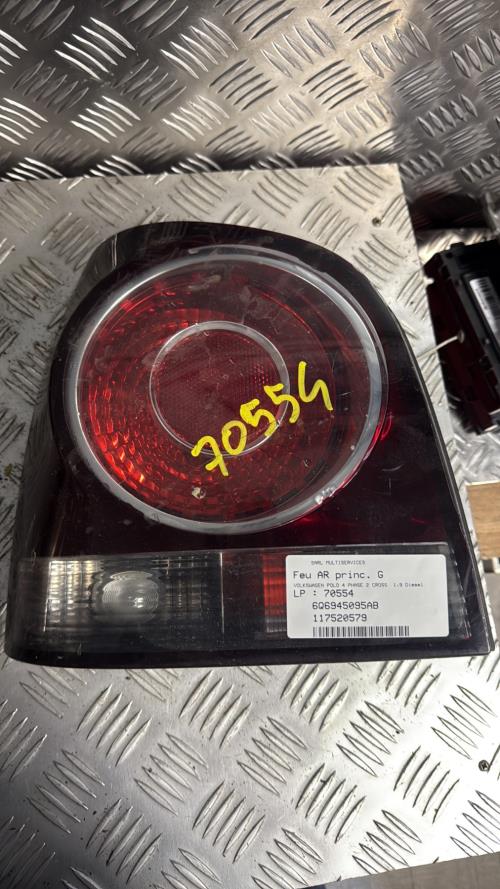 70554
SARL MULTISERVICES
Feu AR princ. G
VOLKSWAGEN POLO 4 PHASE 2 CROSS 1.9 Diesel
LP : 70554
6Q6945095AB
117520579